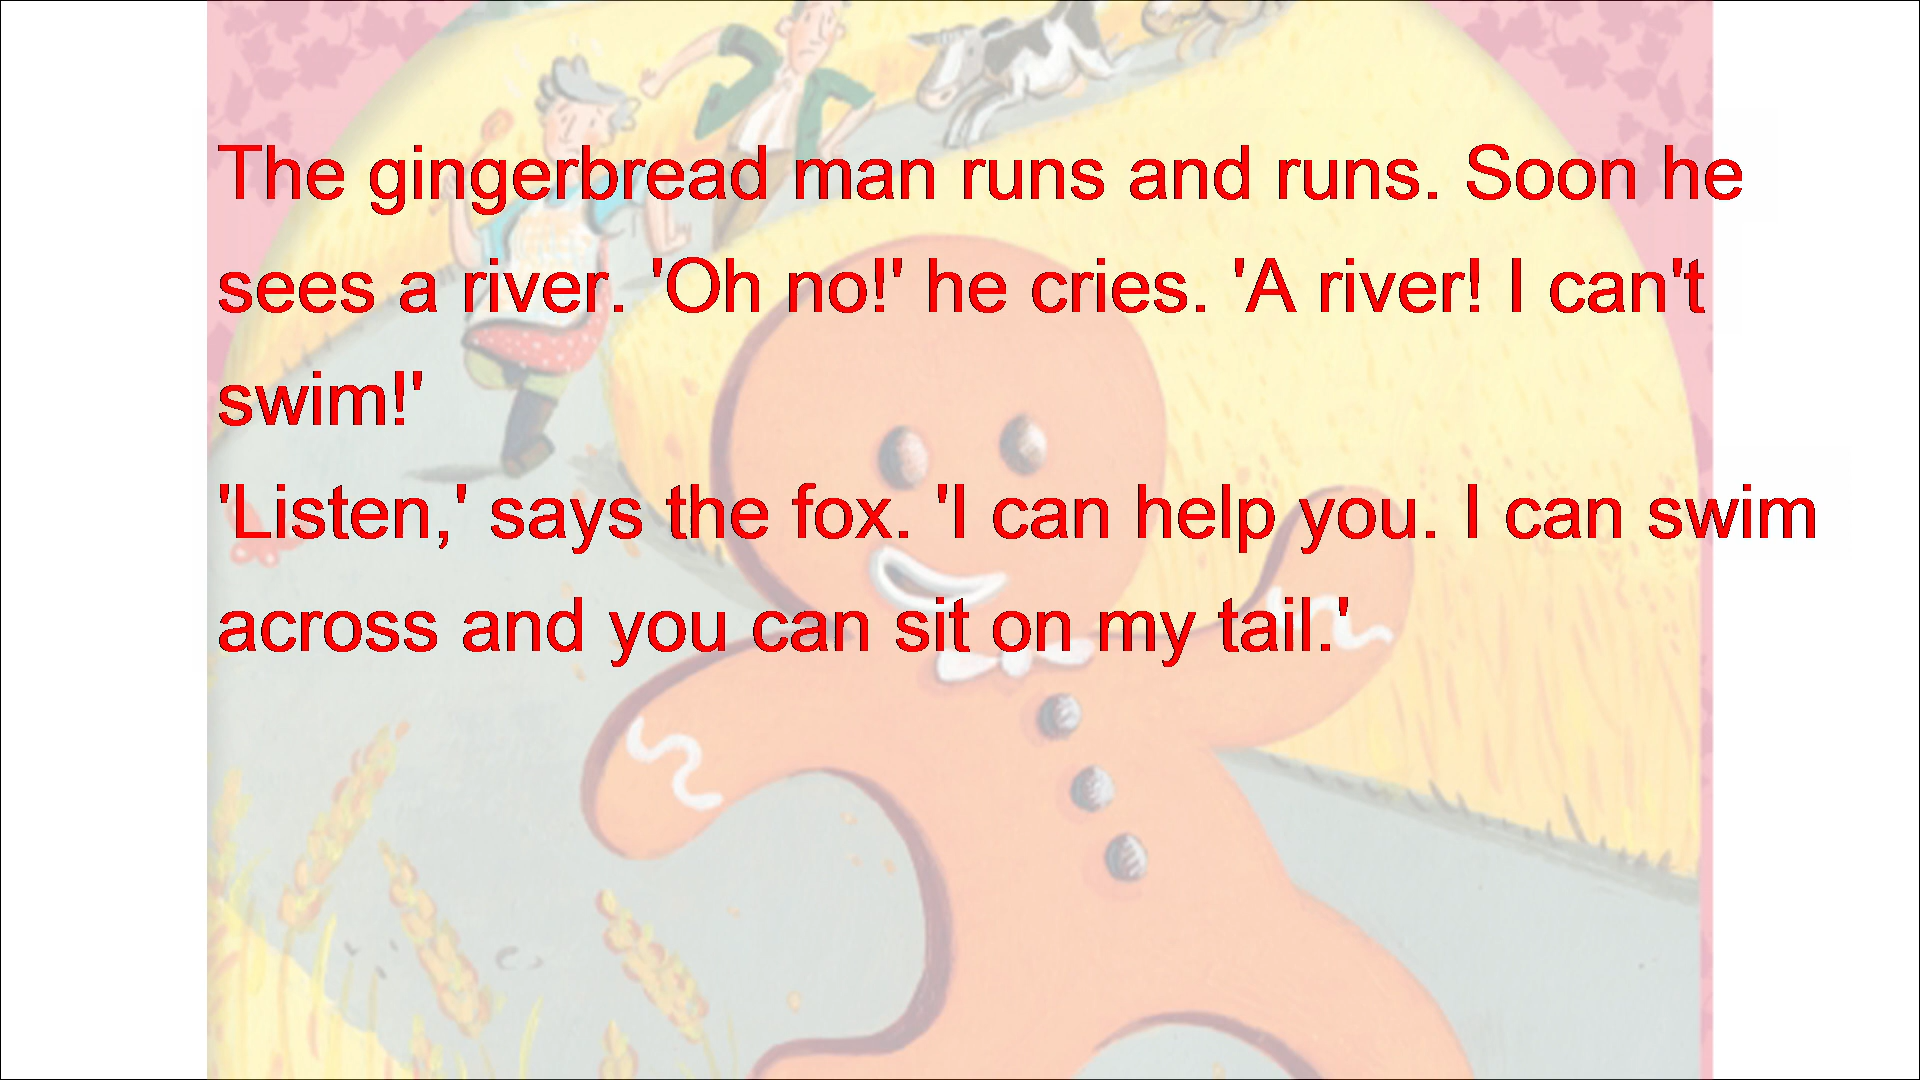 The gingerbread man runs and runs. Soon he
sees a river. 'Oh no!' he cries. 'A river! I can't
swim!'
'Listen,' says the fox. 'I can help you. I can swim
across and you can sit on my tail.'